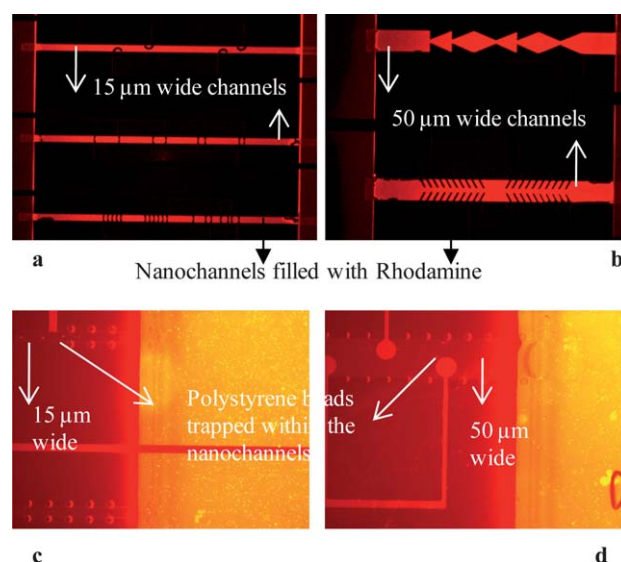 15 µm wide channels
50 µm wide channels
a
b
Nanochannels filled with Rhodamine
15 µm
wide
Polystyrene beads
trapped within the
nanochannels
50 µm
wide
c
d